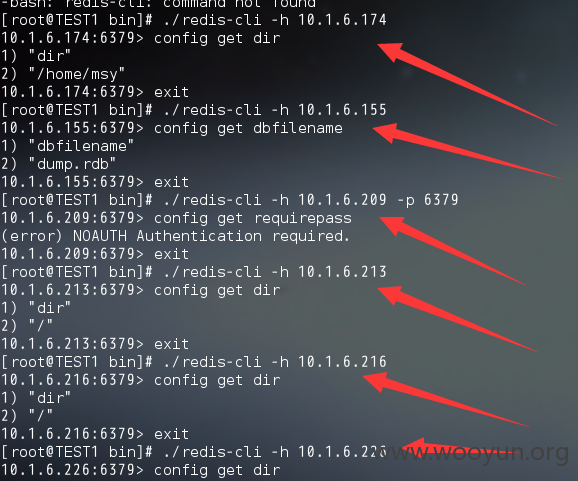 -bash: redis-cli: command not found
[root@TEST1 bin]# ./redis-cli -h 10.1.6.174
10.1.6.174:6379> config get dir
1) "dir"
2) "/home/msy"
10.1.6.174:6379> exit
[root@TEST1 bin]# ./redis-cli -h 10.1.6.155
10.1.6.155:6379> config get dbfilename
1) "dbfilename"
2) "dump.rdb"
10.1.6.155:6379> exit
[root@TEST1 bin]# ./redis-cli -h 10.1.6.209 -p 6379
10.1.6.209:6379> config get requirepass
(error) NOAUTH Authentication required.
10.1.6.209:6379> exit
[root@TEST1 bin]# ./redis-cli -h 10.1.6.213
10.1.6.213:6379> config get dir
1) "dir"
2) "/"
10.1.6.213:6379> exit
[root@TEST1 bin]# ./redis-cli -h 10.1.6.216
10.1.6.216:6379> config get dir
1) "dir"
2) "/"
10.1.6.216:6379> exit
[root@TEST1 bin]# ./redis-cli -h 10.1.6.226
www.wooyun.org
10.1.6.226:6379> config get dir